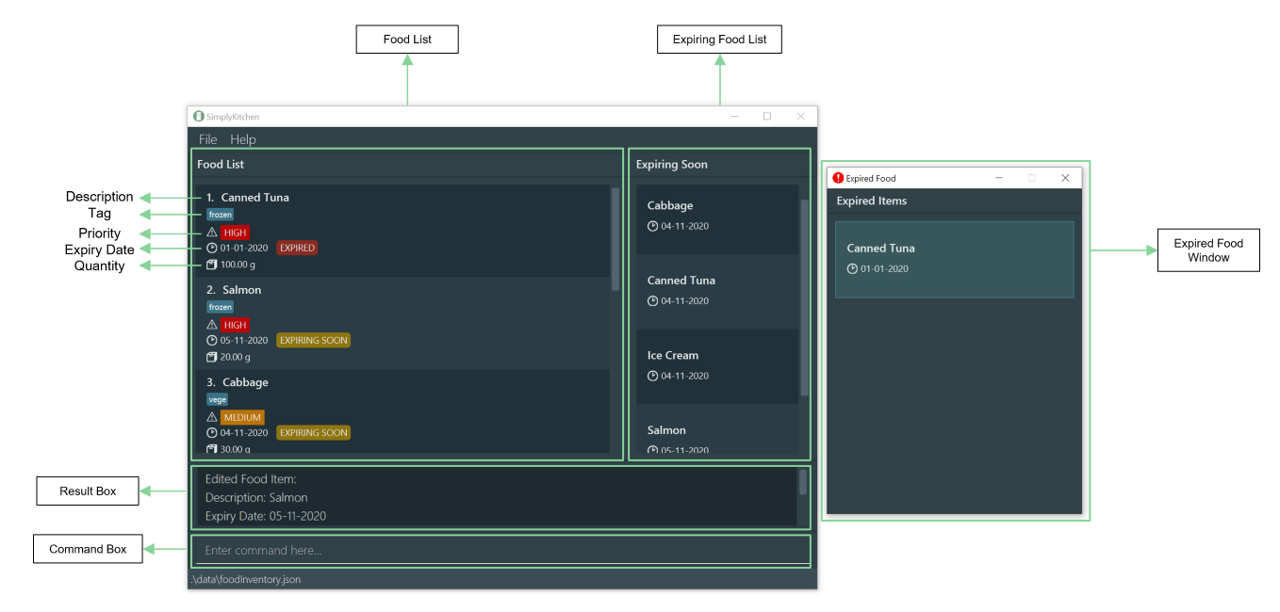 Food List
Expiring Food List
SimplyKitchen
File Help
Food List
Description
Tag
Priority
Expiry Date
Quantity
1. Canned Tuna
frozen
HIGH
01-01-2020 EXPIRED
100.00 g
2. Salmon
frozen
HIGH
05-11-2020 EXPIRING SOON
20.00 g
3. Cabbage
vege
MEDIUM
04-11-2020 EXPIRING SOON
30.00 g
Expiring Soon
Cabbage
04-11-2020
Canned Tuna
04-11-2020
Ice Cream
04-11-2020
Salmon
05-11-2020
Expired Food
Expired Items
Canned Tuna
01-01-2020
Expired Food
Window
Result Box
Edited Food Item:
Description: Salmon
Expiry Date: 05-11-2020
Command Box
Enter command here...
.\data\foodInventory.json